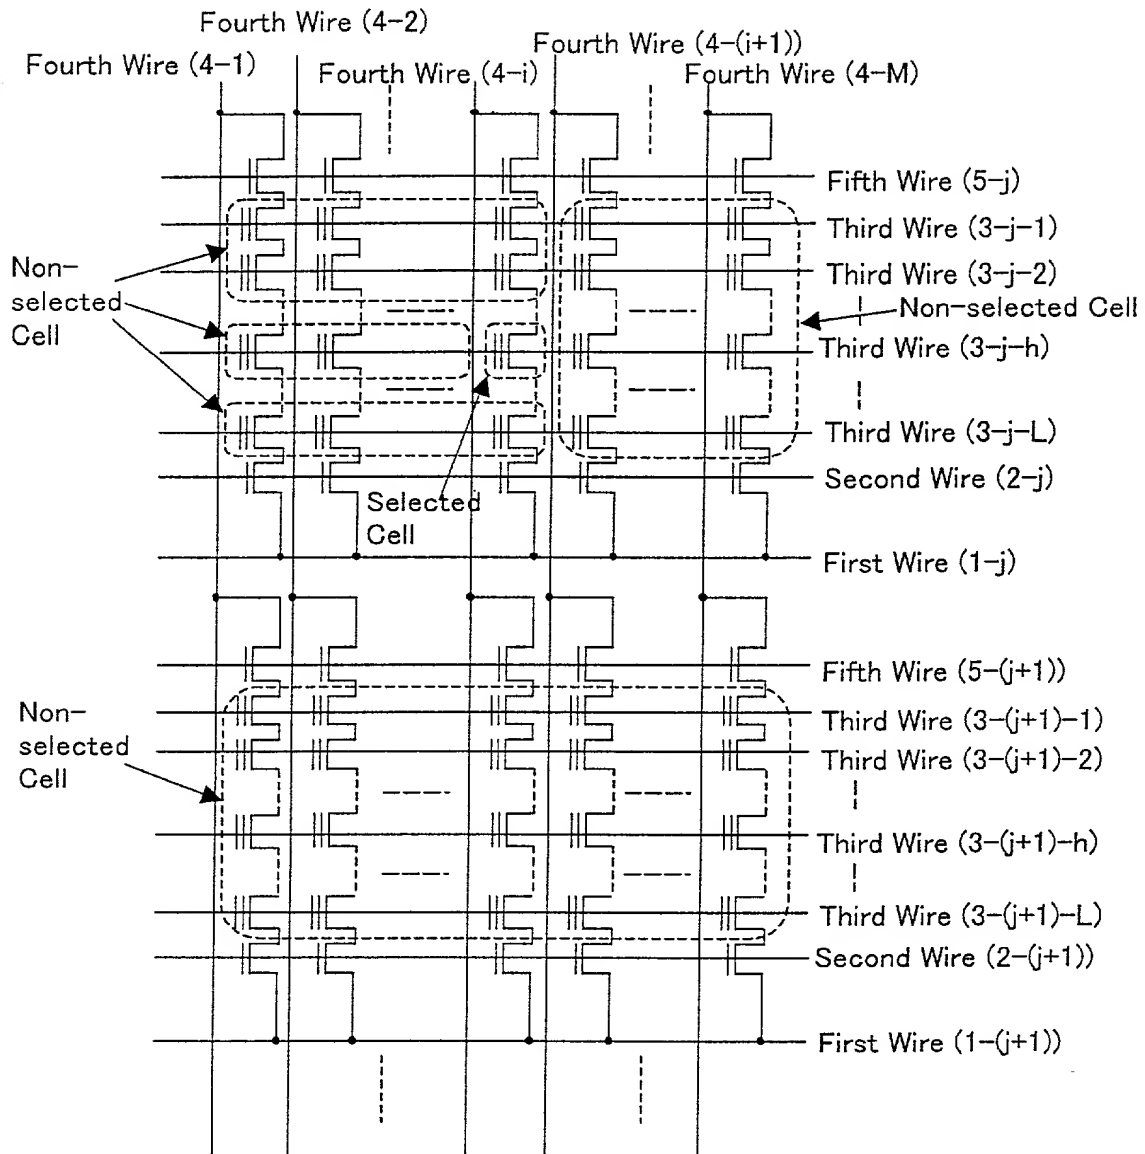 Fourth Wire (4-2)
Fourth Wire (4-1)
Fourth Wire (4-i)
Fourth Wire (4-(i+1))
Fourth Wire (4-M)
Fifth Wire (5-j)
Third Wire (3-j-1)
Third Wire (3-j-2)
Non-selected Cell
Third Wire (3-j-h)
Third Wire (3-j-L)
Second Wire (2-j)
First Wire (1-j)
Non-
selected
Cell
Selected
Cell
Fifth Wire (5-(j+1))
Third Wire (3-(j+1)-1)
Third Wire (3-(j+1)-2)
Third Wire (3-(j+1)-h)
Third Wire (3-(j+1)-L)
Second Wire (2-(j+1))
First Wire (1-(j+1))
Non-
selected
Cell